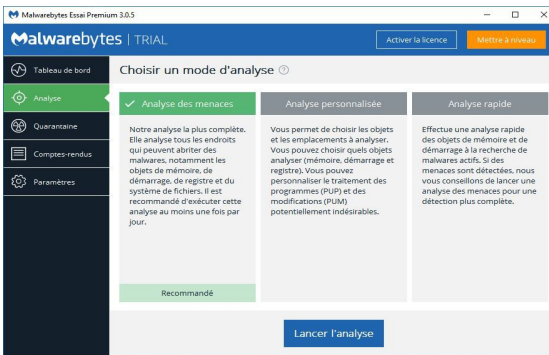 Malwarebytes Essai Premium 3.0.5
Malwarebytes | TRIAL
Activer la licence
Mettre à niveau
Tableau de bord
Analyse
Quarantaine
Comptes-rendus
Paramètres
Choisir un mode d'analyse
Analyse des menaces
Notre analyse la plus complète.
Elle analyse tous les endroits
qui peuvent abriter des
malwares, notamment les
objets de mémoire, de
démarrage, de registre et du
système de fichiers. Il est
recommandé d'exécuter cette
analyse au moins une fois par
jour.
Recommandé
Analyse personnalisée
Vous permet de choisir les objets
et les emplacements à analyser.
Vous pouvez choisir quels objets
analyser (mémoire, démarrage et
registre). Vous pouvez
personnaliser le traitement des
programmes (PUP) et des
modifications (PUM)
potentiellement indésirables.
Analyse rapide
Effectue une analyse rapide
des objets de mémoire et de
démarrage à la recherche de
malwares actifs. Si des
menaces sont détectées, nous
vous conseillons de lancer une
analyse des menaces pour une
détection plus complète.
Lancer l'analyse